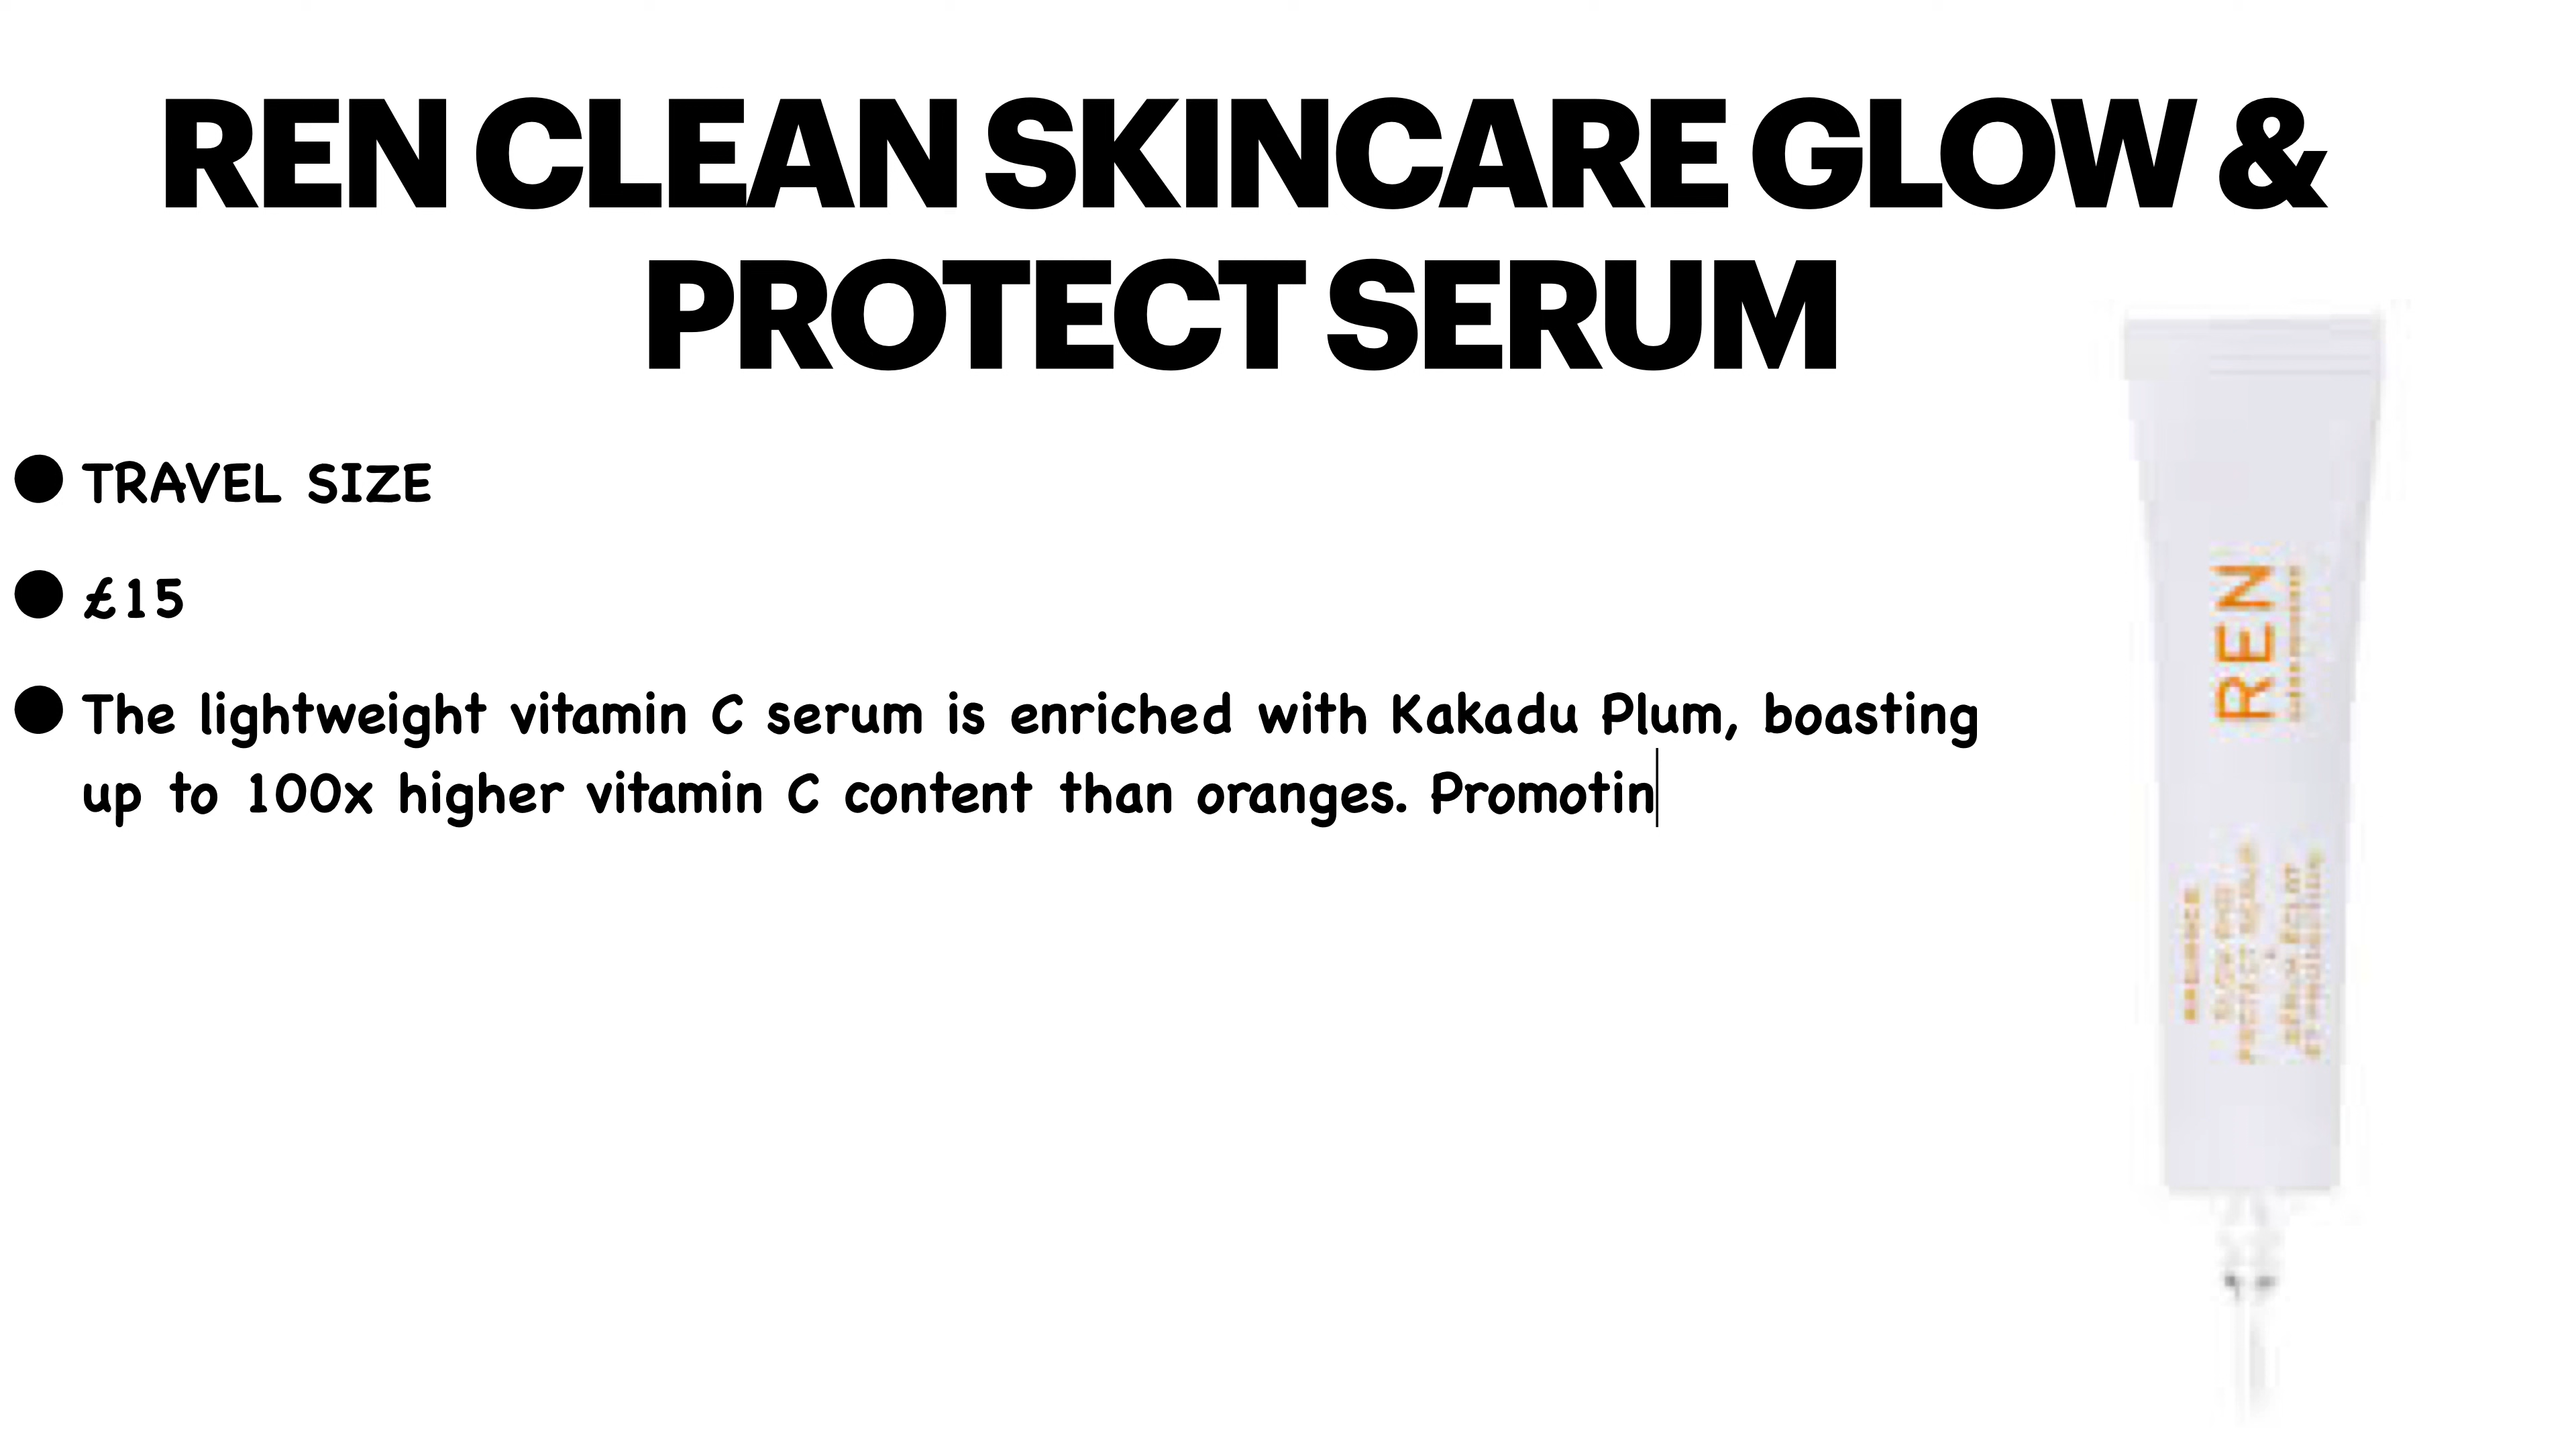 REN CLEAN SKINCARE GLOW &
PROTECT SERUM
● TRAVEL SIZE
● £15
● The lightweight vitamin C serum is enriched with Kakadu Plum, boasting
up to 100x higher vitamin C content than oranges. Promotin
REN